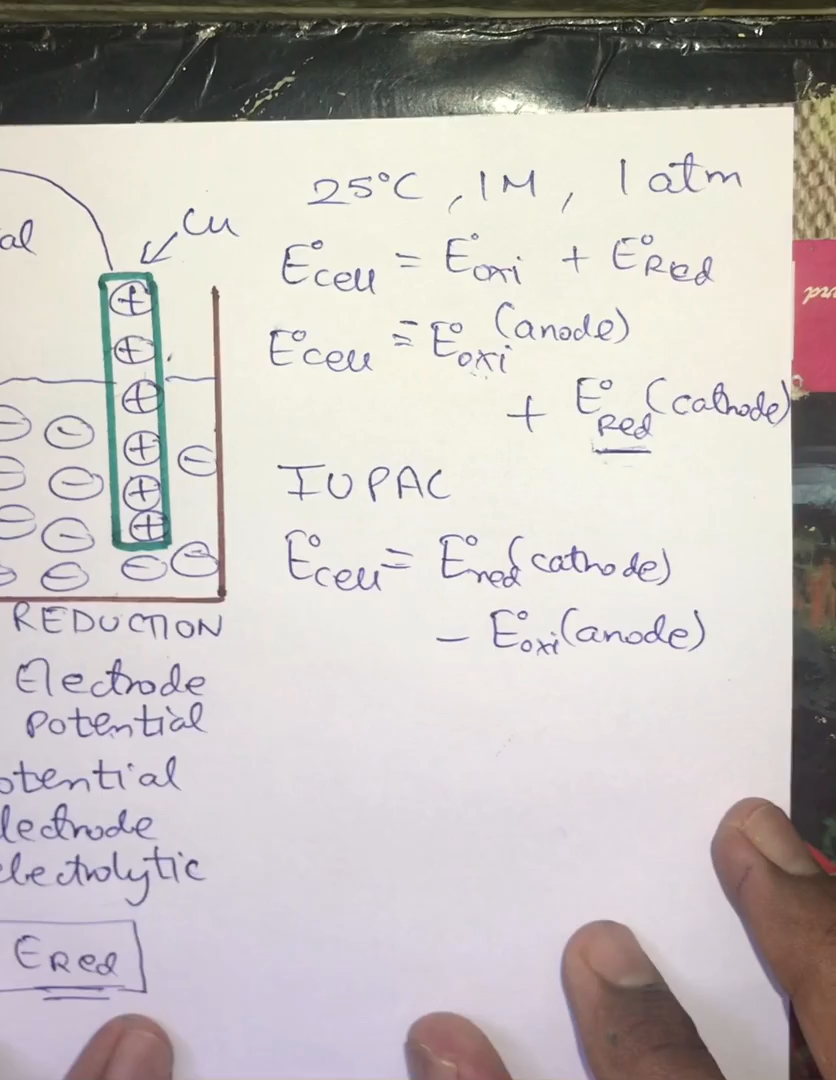 al
Cu
25°C, 1M, 1 atm
E°cell = E°oxi + E°Red
E°cell = E°oxi (anode)
+ E°Red (cathode)
IUPAC
E°cell = E°red (cathode)
– E°oxi (anode)
REDUCTION
Electrode
Potential
otential
lectrode
electrolytic
ERed